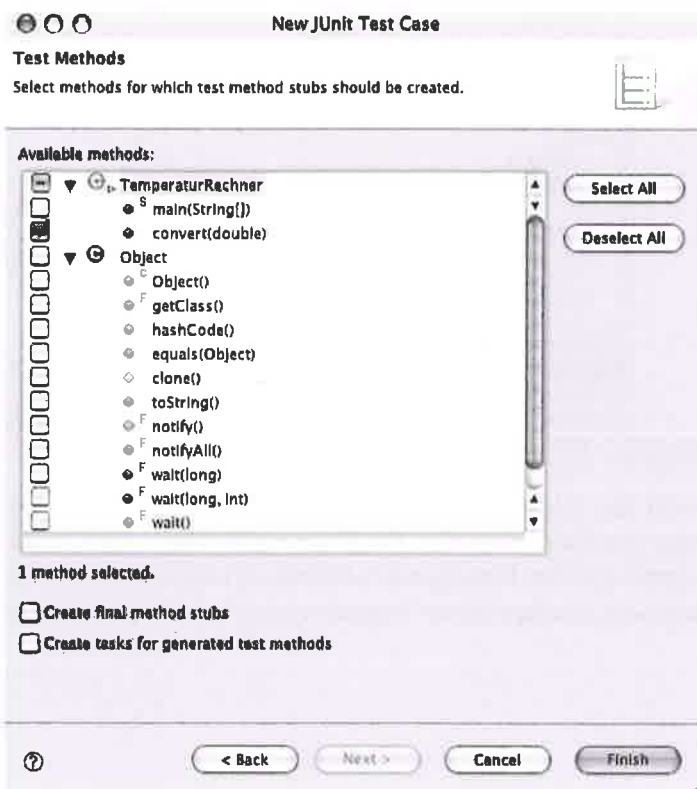 New JUnit Test Case
Test Methods
Select methods for which test method stubs should be created.
Available methods:
TemperaturRechner
S main(String[])
convert(double)
C Object
C Object()
F getClass()
hashCode()
equals(Object)
clone()
toString()
F notify()
F notifyAll()
F wait(long)
F wait(long, int)
F wait()
Select All
Deselect All
1 method selected.
Create final method stubs
Create tasks for generated test methods
?
< Back
Next >
Cancel
Finish